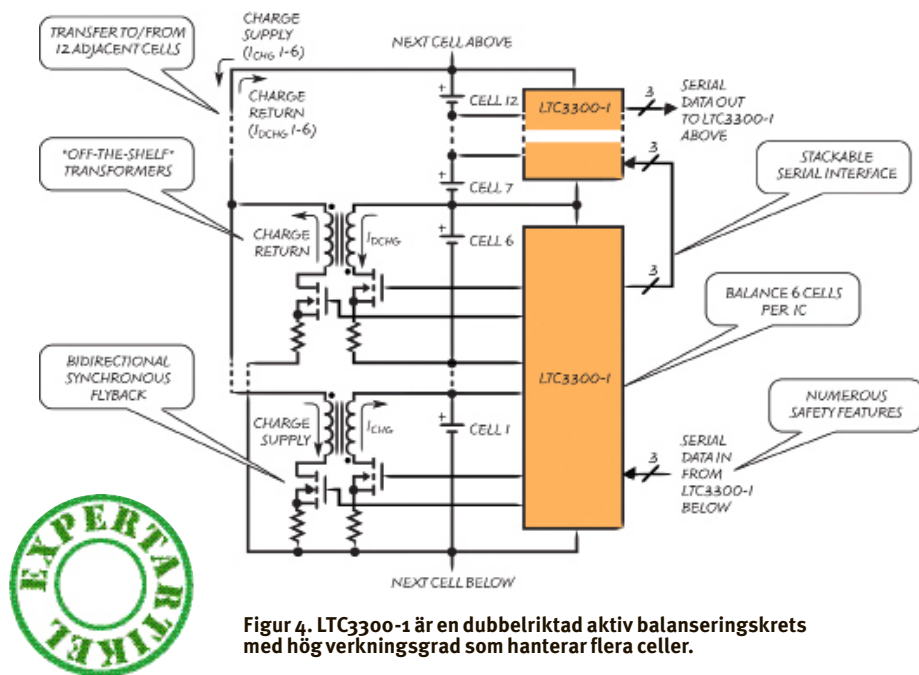 TRANSFER TO/FROM
12 ADJACENT CELLS
CHARGE
SUPPLY
(ICHG 1-6)
CHARGE
RETURN
(IDCHG 1-6)
NEXT CELL ABOVE
CELL 12
LTC3300-1
3
SERIAL
DATA OUT
TO LTC3300-1
ABOVE
"OFF-THE-SHELF"
TRANSFORMERS
CELL 7
3
STACKABLE
SERIAL INTERFACE
CHARGE
RETURN
IDCHG
CELL 6
3
BALANCE 6 CELLS
PER IC
LTC3300-1
BIDIRECTIONAL
SYNCHRONOUS
FLYBACK
CHARGE
SUPPLY
ICHG
CELL 1
NUMEROUS
SAFETY FEATURES
3
SERIAL
DATA IN
FROM
LTC3300-1
BELOW
NEXT CELL BELOW
EXPERTARTIKEL
Figur 4. LTC3300-1 är en dubbelriktad aktiv balanseringskrets
med hög verkningsgrad som hanterar flera celler.